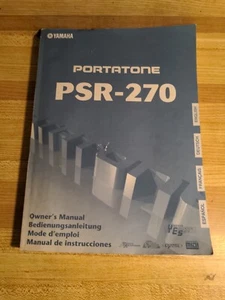 YAMAHA
PORTATONE
PSR-270
ENGLISH
DEUTSCH
FRANÇAIS
ESPAÑOL
Owner's Manual
Bedienungsanleitung
Mode d'emploi
Manual de instrucciones